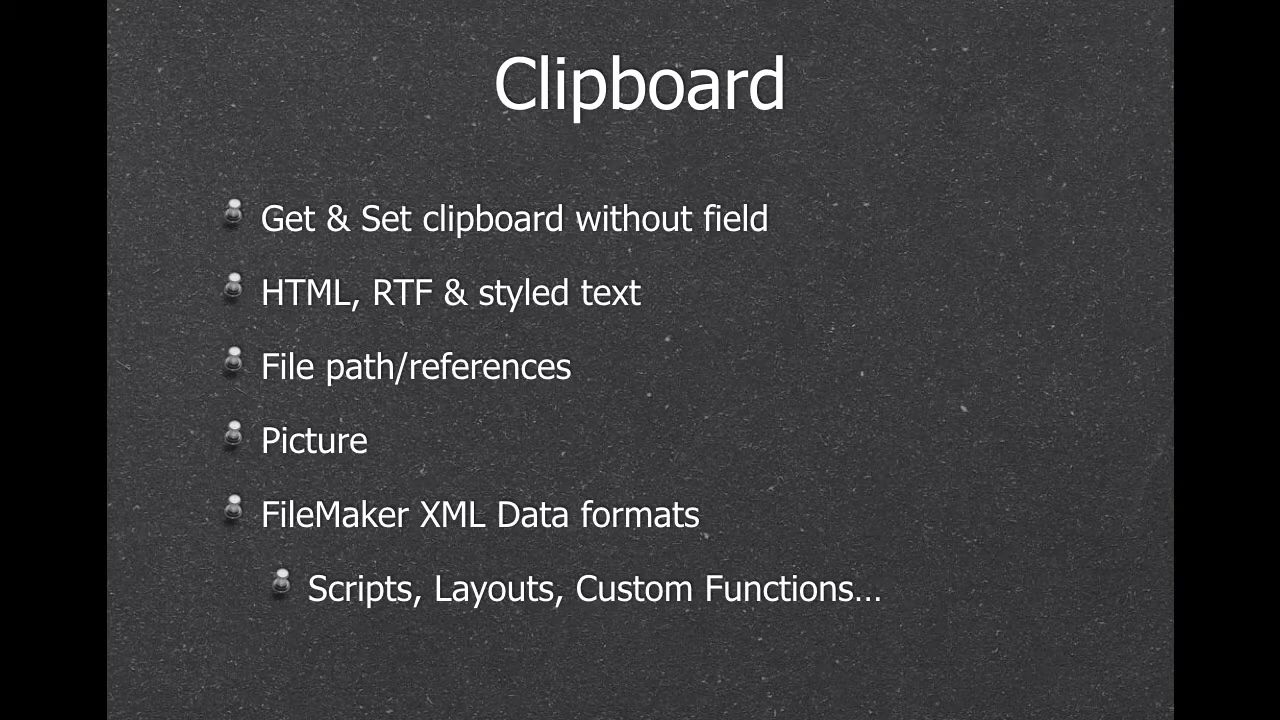 Clipboard
Get & Set clipboard without field
HTML, RTF & styled text
File path/references
Picture
FileMaker XML Data formats
Scripts, Layouts, Custom Functions…